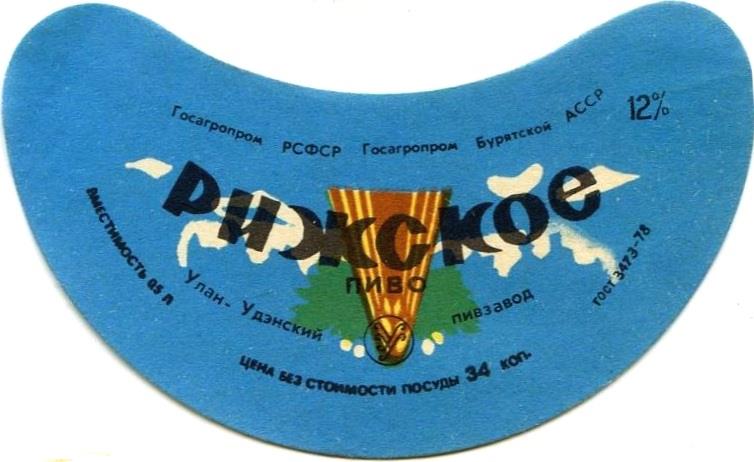 Госагропром РСФСР Госагропром Бурятской АССР 12%
РИЖСКОЕ
ПИВО
ВМЕСТИМОСТЬ 0,5 Л
Улан-Удэнский пивзавод
ГОСТ 3473-78
ЦЕНА БЕЗ СТОИМОСТИ ПОСУДЫ 34 КОП.